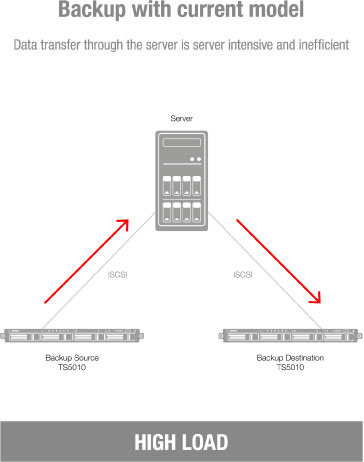 Backup with current model
Data transfer through the server is server intensive and inefficient
Server
iSCSI
iSCSI
Backup Source
TS5010
Backup Destination
TS5010
HIGH LOAD